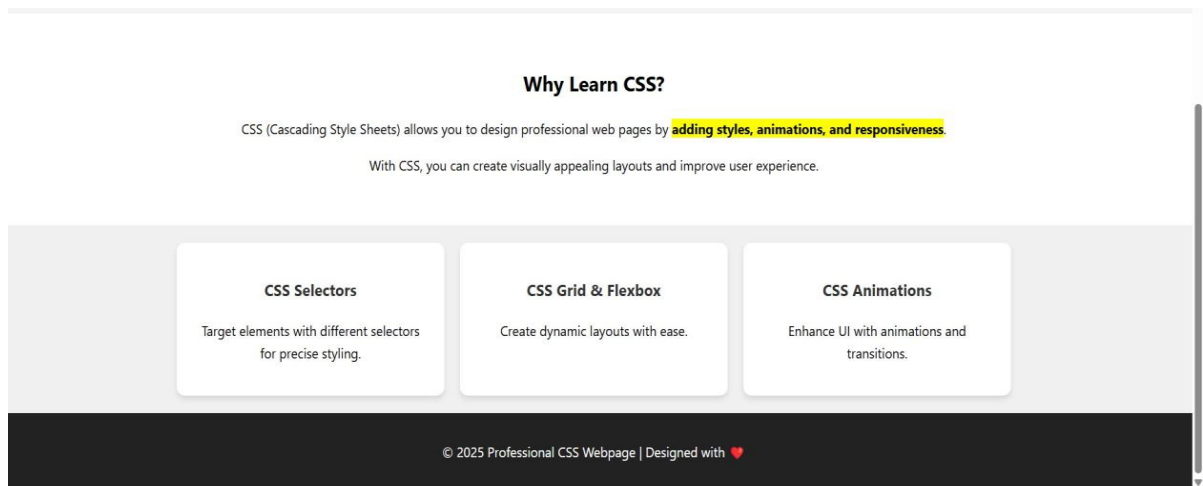 Why Learn CSS?
CSS (Cascading Style Sheets) allows you to design professional web pages by adding styles, animations, and responsiveness.
With CSS, you can create visually appealing layouts and improve user experience.
CSS Selectors
Target elements with different selectors
for precise styling.
CSS Grid & Flexbox
Create dynamic layouts with ease.
CSS Animations
Enhance UI with animations and
transitions.
© 2025 Professional CSS Webpage | Designed with ❤️